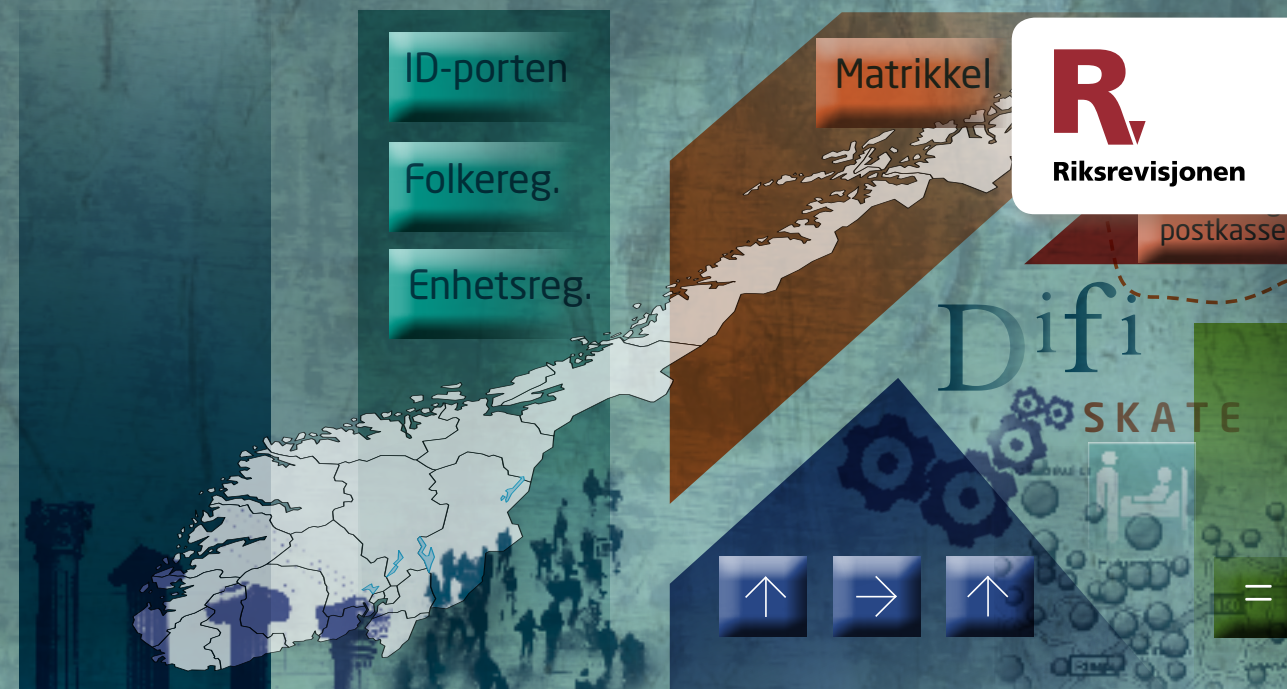 ID-porten
Matrikkel
Riksrevisjonen
Folkereg.
postkasse
Enhetsreg.
Difi
SKATE